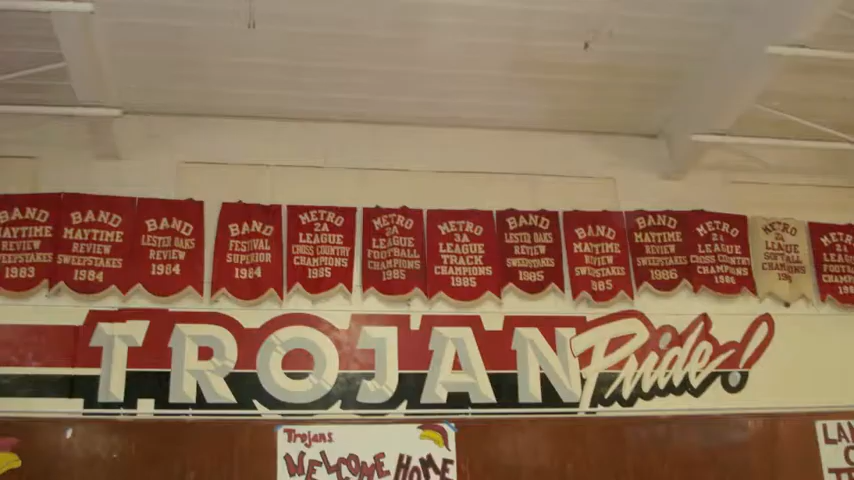 BAND
MAYTIME
REVIEW
SWEEPSTAKES
1983
BAND
MAYTIME
REVIEW
SWEEPSTAKES
1984
BAND
LESTER OAKS
REVIEW
1984
BAND
FESTIVAL
SUPERIOR
1984
METRO
2A
LEAGUE
CROSS COUNTRY
CHAMPIONS
1985
METRO
2A
LEAGUE
FOOTBALL
CHAMPIONS
1985
METRO
LEAGUE
TRACK
CHAMPIONS
1985
BAND
LESTER OAKS
REVIEW
SWEEPSTAKES
1985
BAND
MAYTIME
REVIEW
SWEEPSTAKES
1985
BAND
MAYTIME
REVIEW
SWEEPSTAKES
1986
METRO
2A
LEAGUE
CROSS COUNTRY
CHAMPIONS
1986
METRO
2A
LEAGUE
SOFTBALL
CHAMPIONS
TROJAN Pride!
Trojans
WELCOME HOME